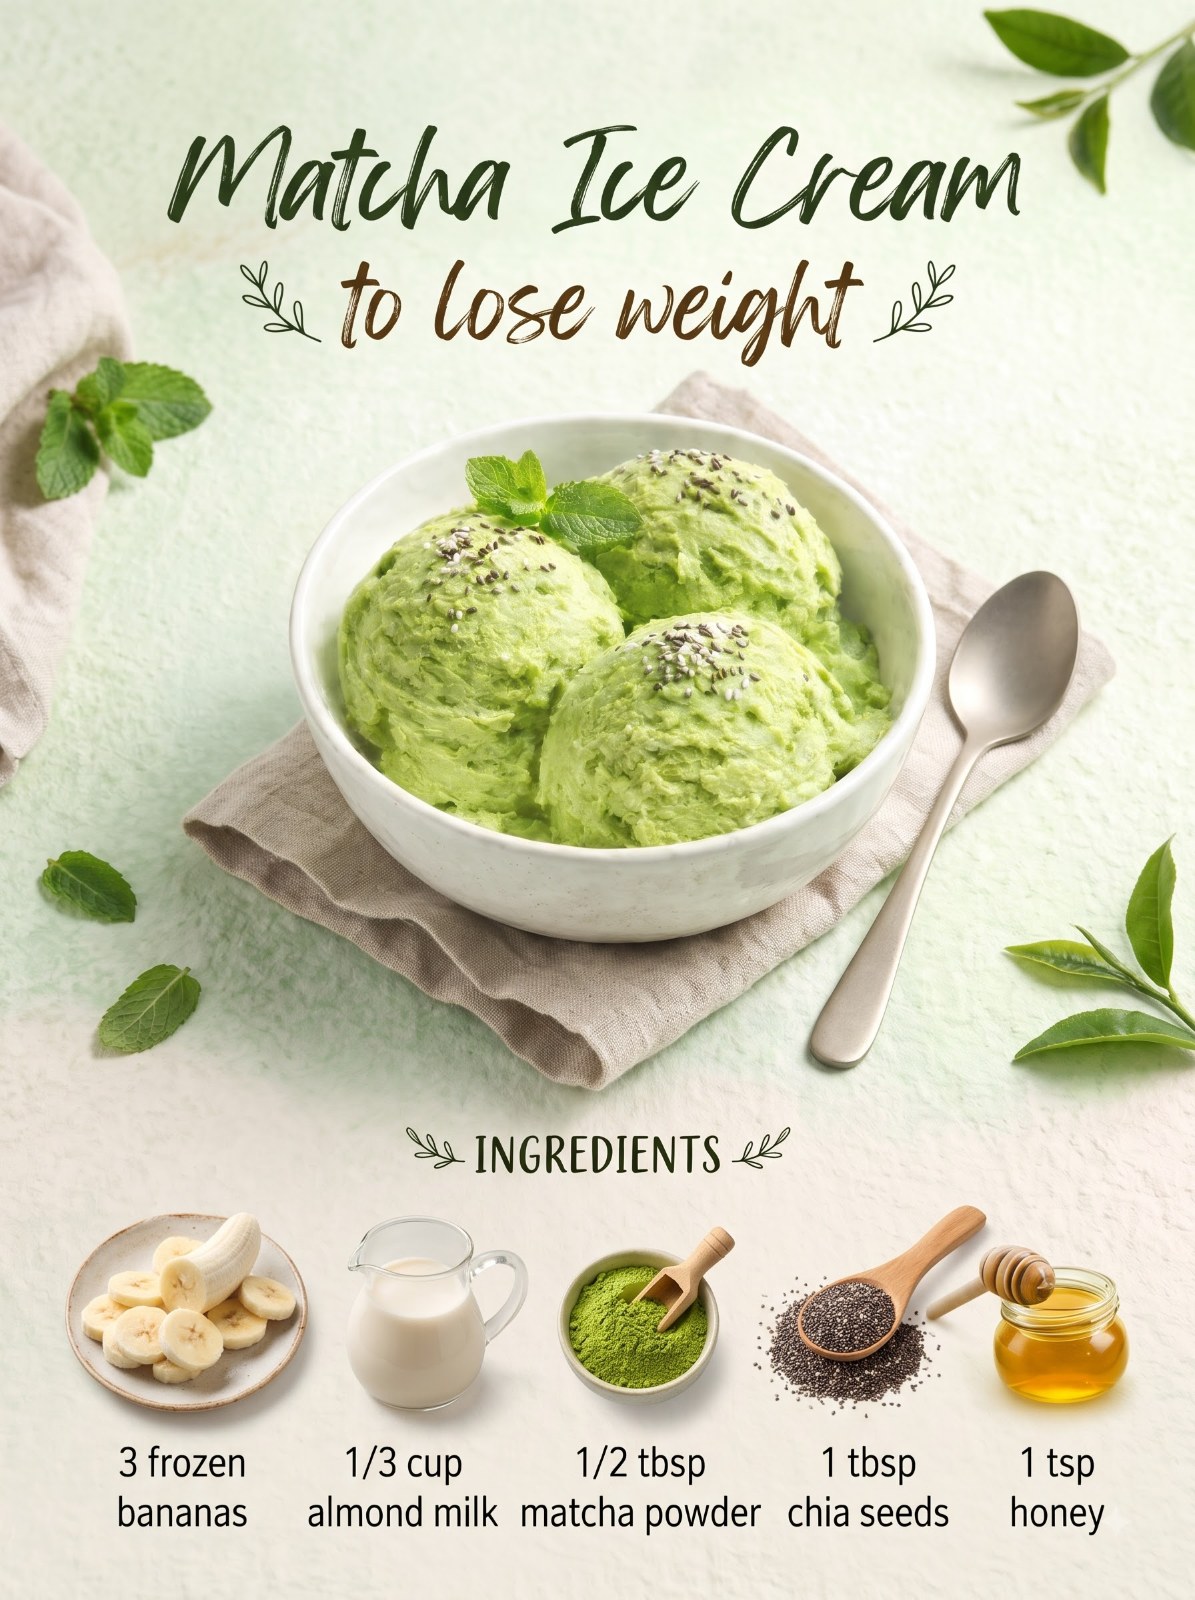 Matcha Ice Cream
to lose weight
INGREDIENTS
3 frozen
bananas
1/3 cup
almond milk
1/2 tbsp
matcha powder
1 tbsp
chia seeds
1 tsp
honey